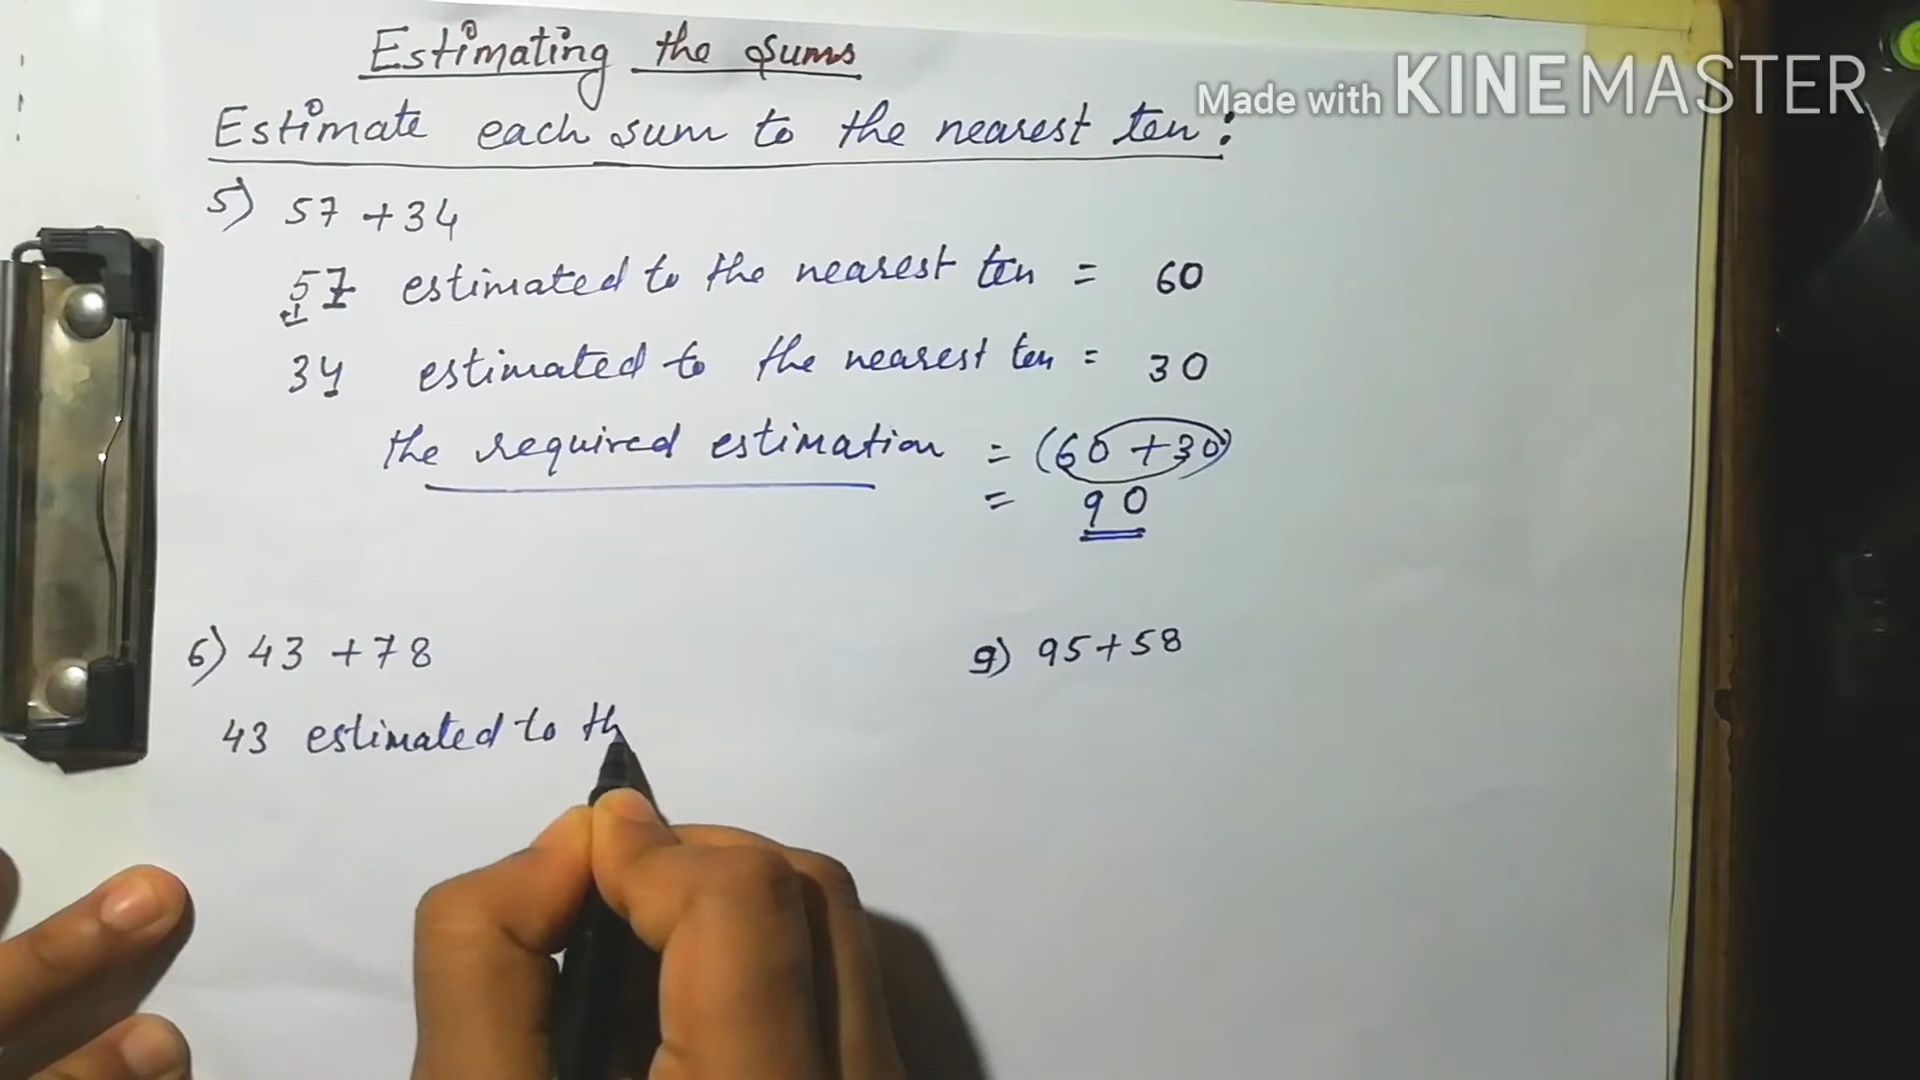 Estimating the Sums
Made with KINEMASTER
Estimate each sum to the nearest ten :
5) 57 + 34
57 estimated to the nearest ten = 60
+1
34 estimated to the nearest ten = 30
the required estimation = (60 + 30)
= 90
6) 43 + 78
9) 95 + 58
43 estimated to th